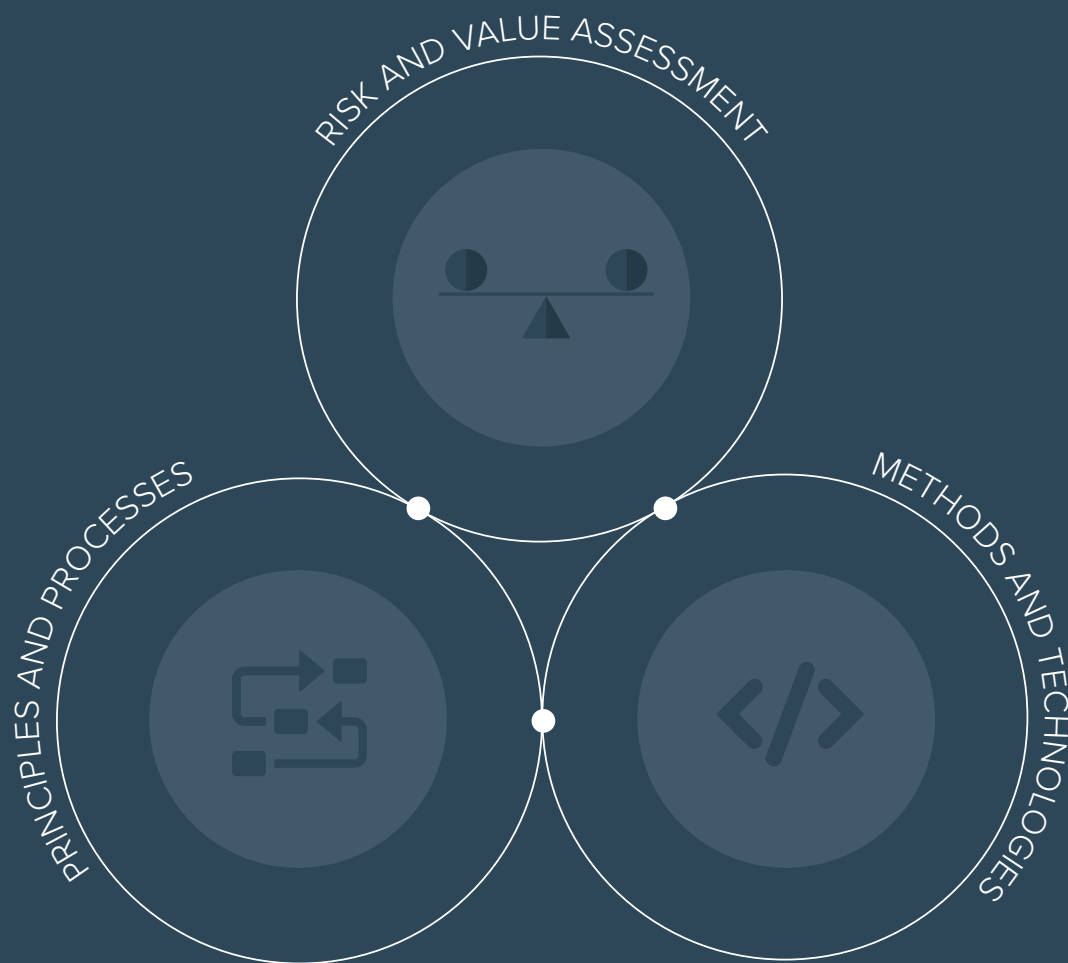 RISK AND VALUE ASSESSMENT
PRINCIPLES AND PROCESSES
METHODS AND TECHNOLOGIES